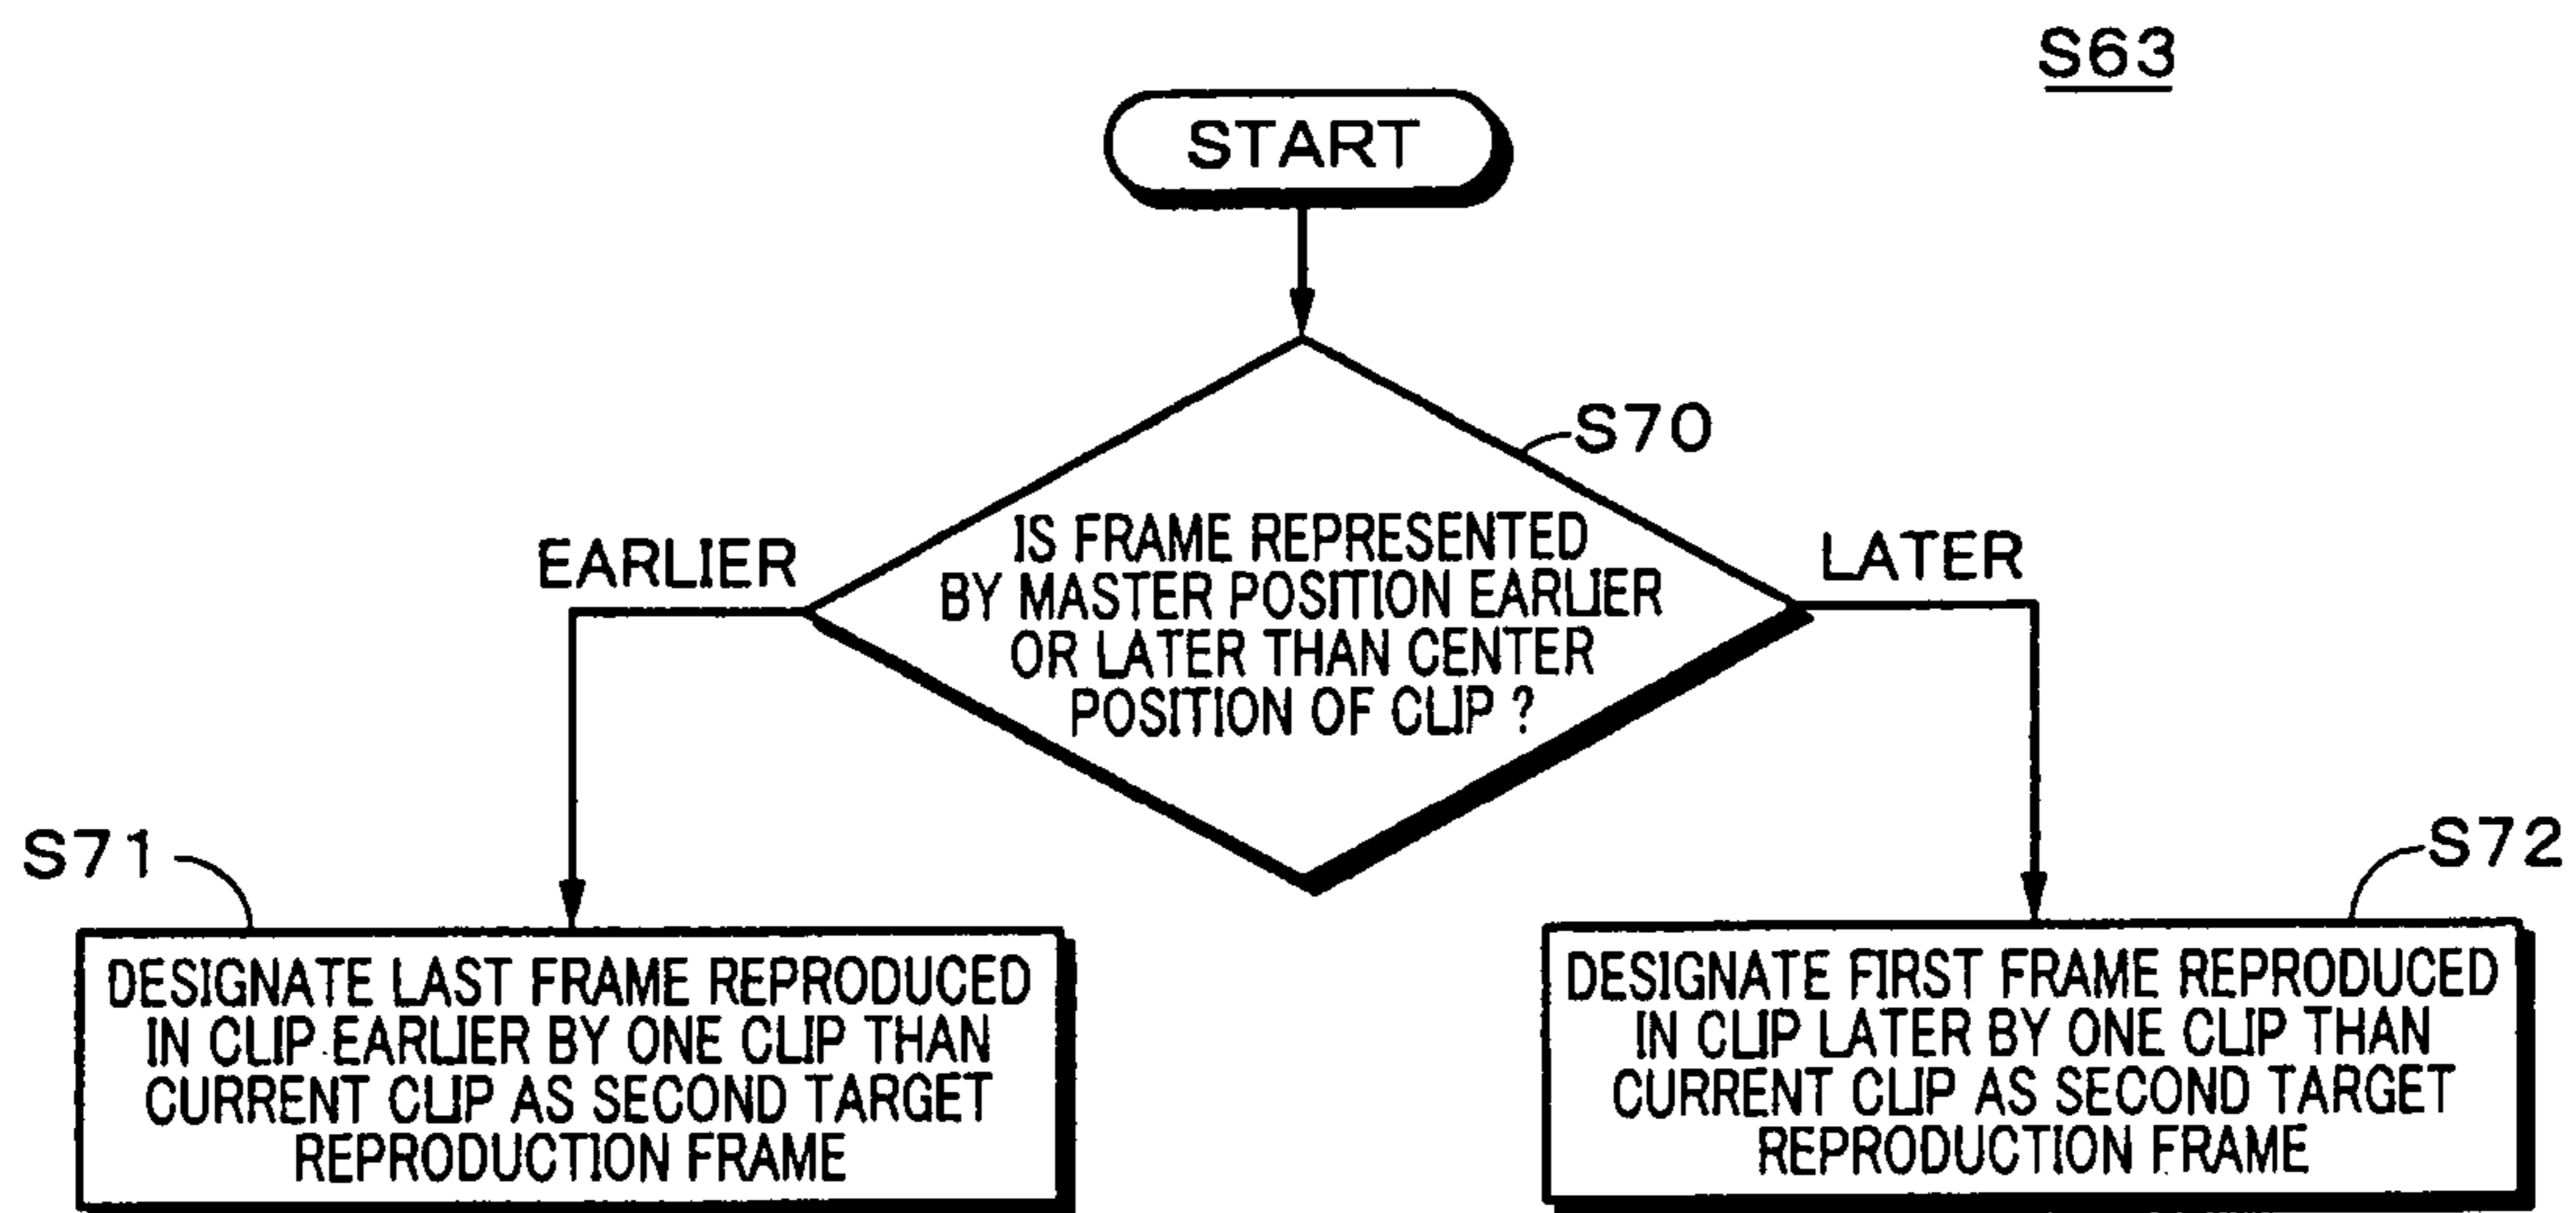 S63
START
S70
IS FRAME REPRESENTED
BY MASTER POSITION EARLIER
OR LATER THAN CENTER
POSITION OF CLIP ?
EARLIER
LATER
S71
DESIGNATE LAST FRAME REPRODUCED
IN CLIP EARLIER BY ONE CLIP THAN
CURRENT CLIP AS SECOND TARGET
REPRODUCTION FRAME
S72
DESIGNATE FIRST FRAME REPRODUCED
IN CLIP LATER BY ONE CLIP THAN
CURRENT CLIP AS SECOND TARGET
REPRODUCTION FRAME